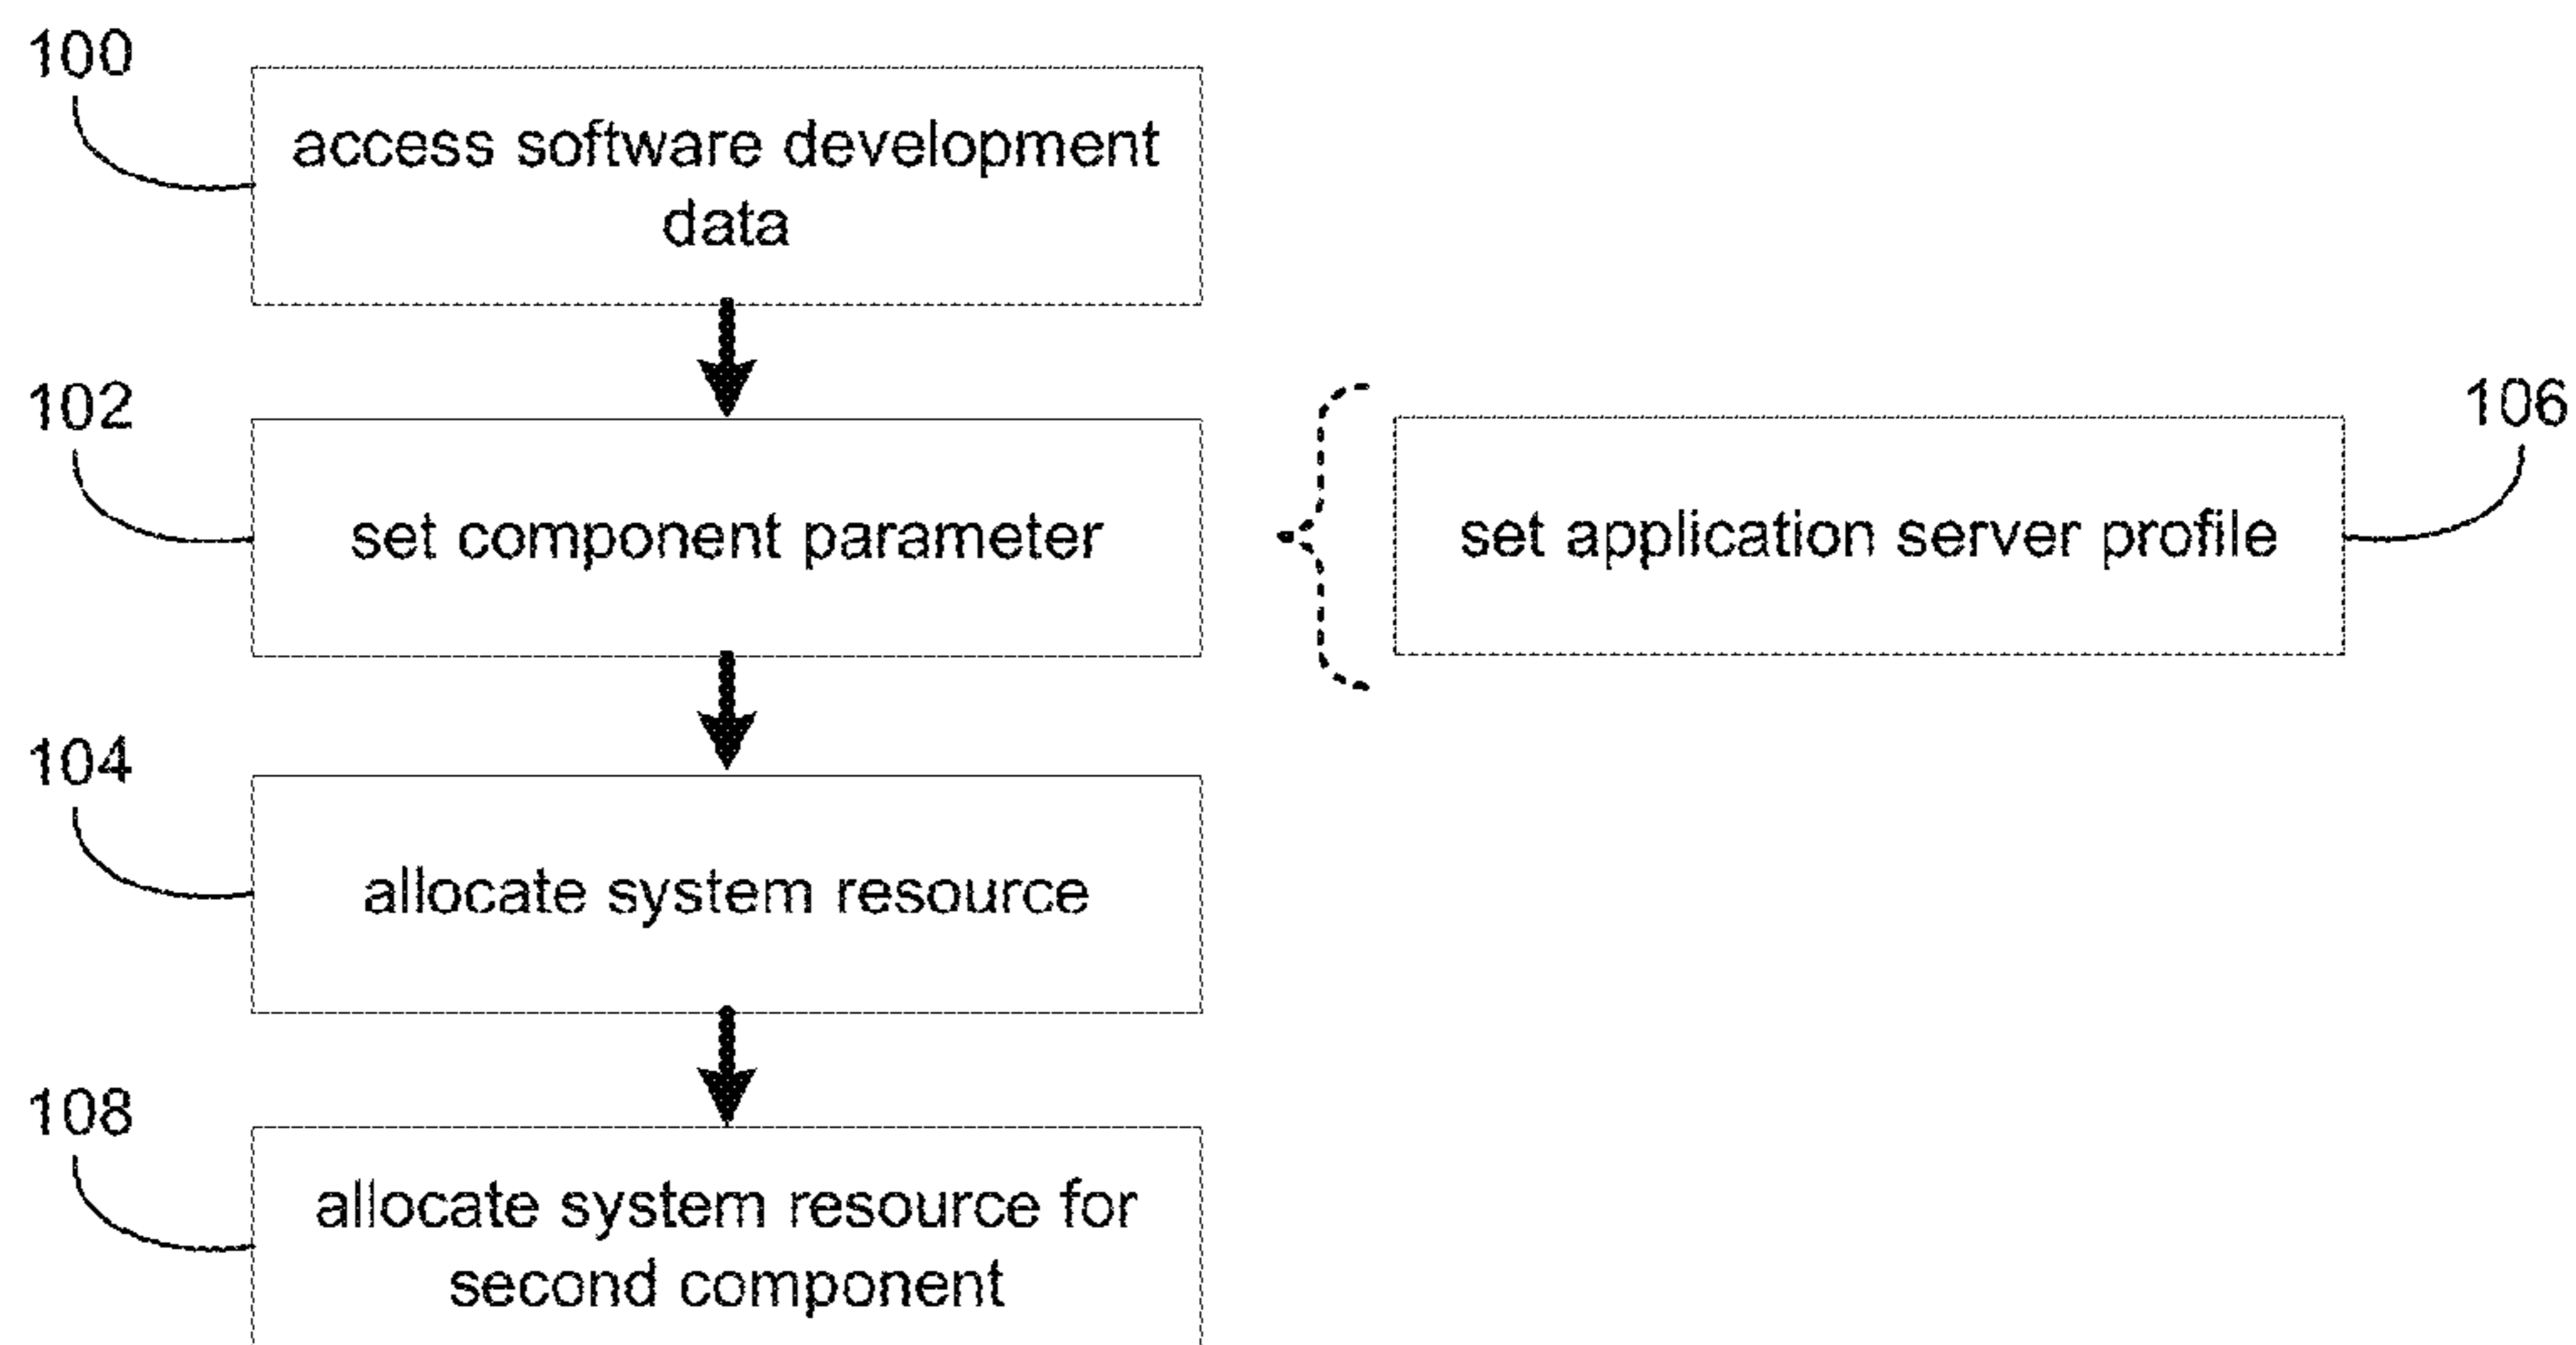 100
access software development
data
102
set component parameter
106
set application server profile
104
allocate system resource
108
allocate system resource for
second component